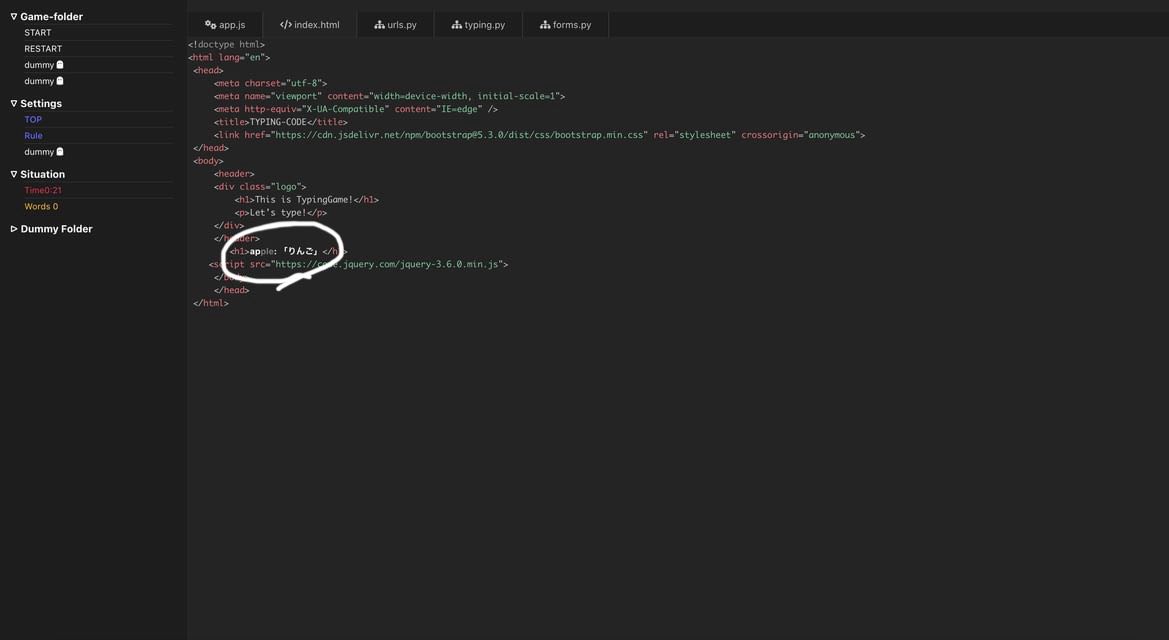 ▽ Game-folder
START
RESTART
dummy
dummy
▽ Settings
TOP
Rule
dummy
▽ Situation
Time0:21
Words 0
▷ Dummy Folder
app.js
</> index.html
urls.py
typing.py
forms.py
<!doctype html>
<html lang="en">
<head>
<meta charset="utf-8">
<meta name="viewport" content="width=device-width, initial-scale=1">
<meta http-equiv="X-UA-Compatible" content="IE=edge" />
<title>TYPING-CODE</title>
<link href="https://cdn.jsdelivr.net/npm/bootstrap@5.3.0/dist/css/bootstrap.min.css" rel="stylesheet" crossorigin="anonymous">
</head>
<body>
<header>
<div class="logo">
<h1>This is TypingGame!</h1>
<p>Let's type!</p>
</div>
</header>
<h1>apple: 「りんご」</h1>
<script src="https://code.jquery.com/jquery-3.6.0.min.js">
</body>
</head>
</html>